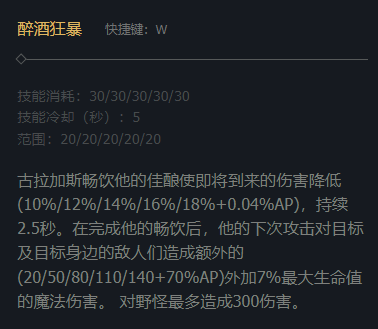 醉酒狂暴 快捷键：W
技能消耗：30/30/30/30/30
技能冷却（秒）：5
范围：20/20/20/20/20
古拉加斯畅饮他的佳酿使即将到来的伤害降低
(10%/12%/14%/16%/18%+0.04%AP)，持续
2.5秒。在完成他的畅饮后，他的下次攻击对目标
及目标身边的敌人们造成额外的
(20/50/80/110/140+70%AP)外加7%最大生命值
的魔法伤害。 对野怪最多造成300伤害。